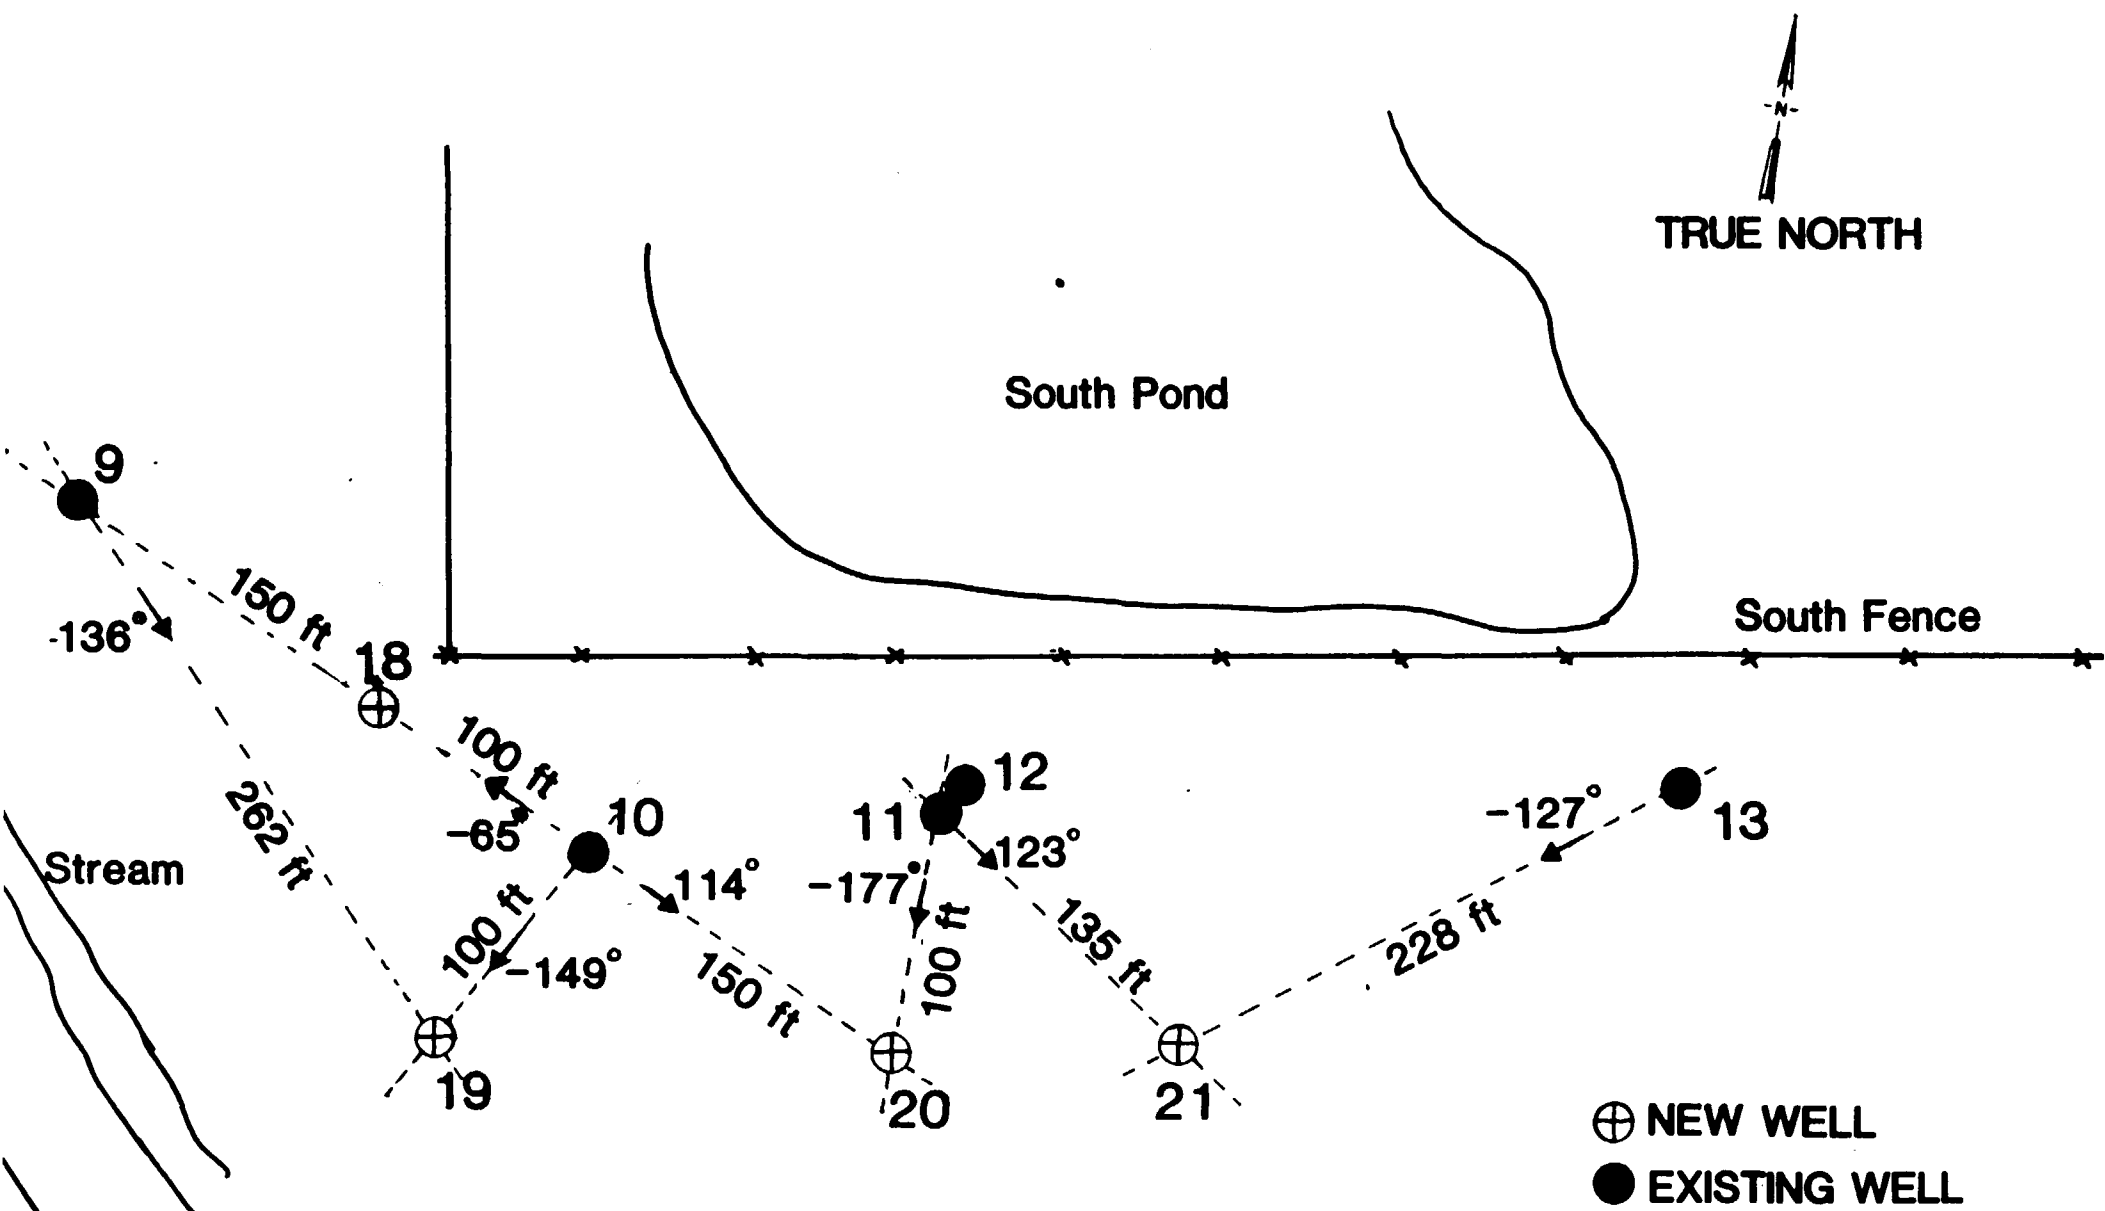 -N-
TRUE NORTH
South Pond
9
150 ft
-136°
18
South Fence
100 ft
262 ft
-65°
10
12
11
-127°
13
Stream
114°
-177°
123°
100 ft
-149°
150 ft
100 ft
135 ft
228 ft
19
20
21
NEW WELL
EXISTING WELL